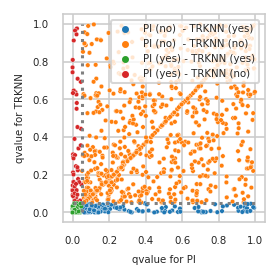 PI (no)  - TRKNN (yes)
PI (no)  - TRKNN (no)
PI (yes) - TRKNN (yes)
PI (yes) - TRKNN (no)
qvalue for TRKNN
1.0
0.8
0.6
0.4
0.2
0.0
0.0 0.2 0.4 0.6 0.8 1.0
qvalue for PI